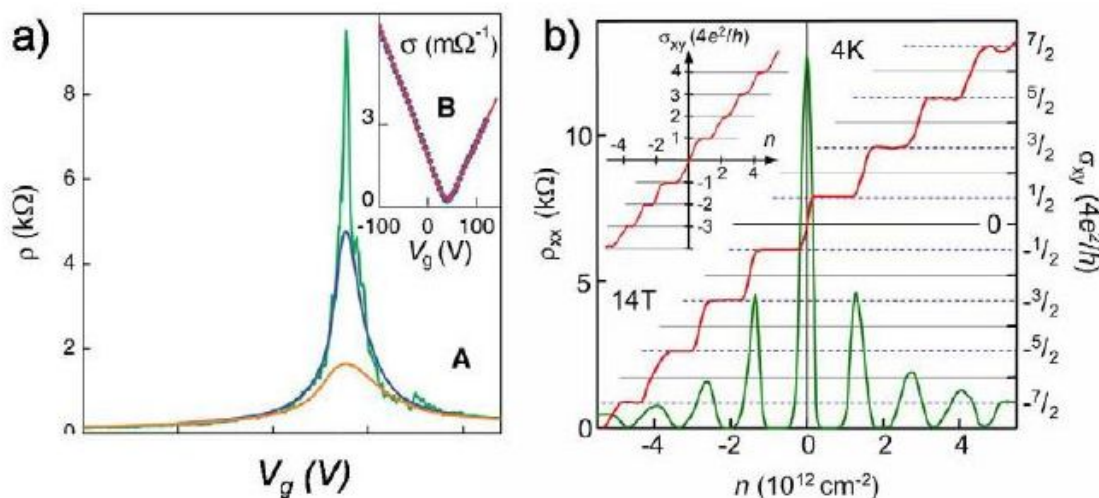 a)
8
6
4
2
0
ρ (kΩ)
V_g (V)
A
σ (mΩ⁻¹)
B
3
0
-100 0 100
V_g (V)
b)
σ_xy (4e²/h)
4
3
2
1
-4 -2 2 4
n
-1
-2
-3
4K
14T
10
5
0
ρ_xx (kΩ)
-4 -2 0 2 4
n (10¹² cm⁻²)
7/2
5/2
3/2
1/2
0
-1/2
-3/2
-5/2
-7/2
σ_xy (4e²/h)